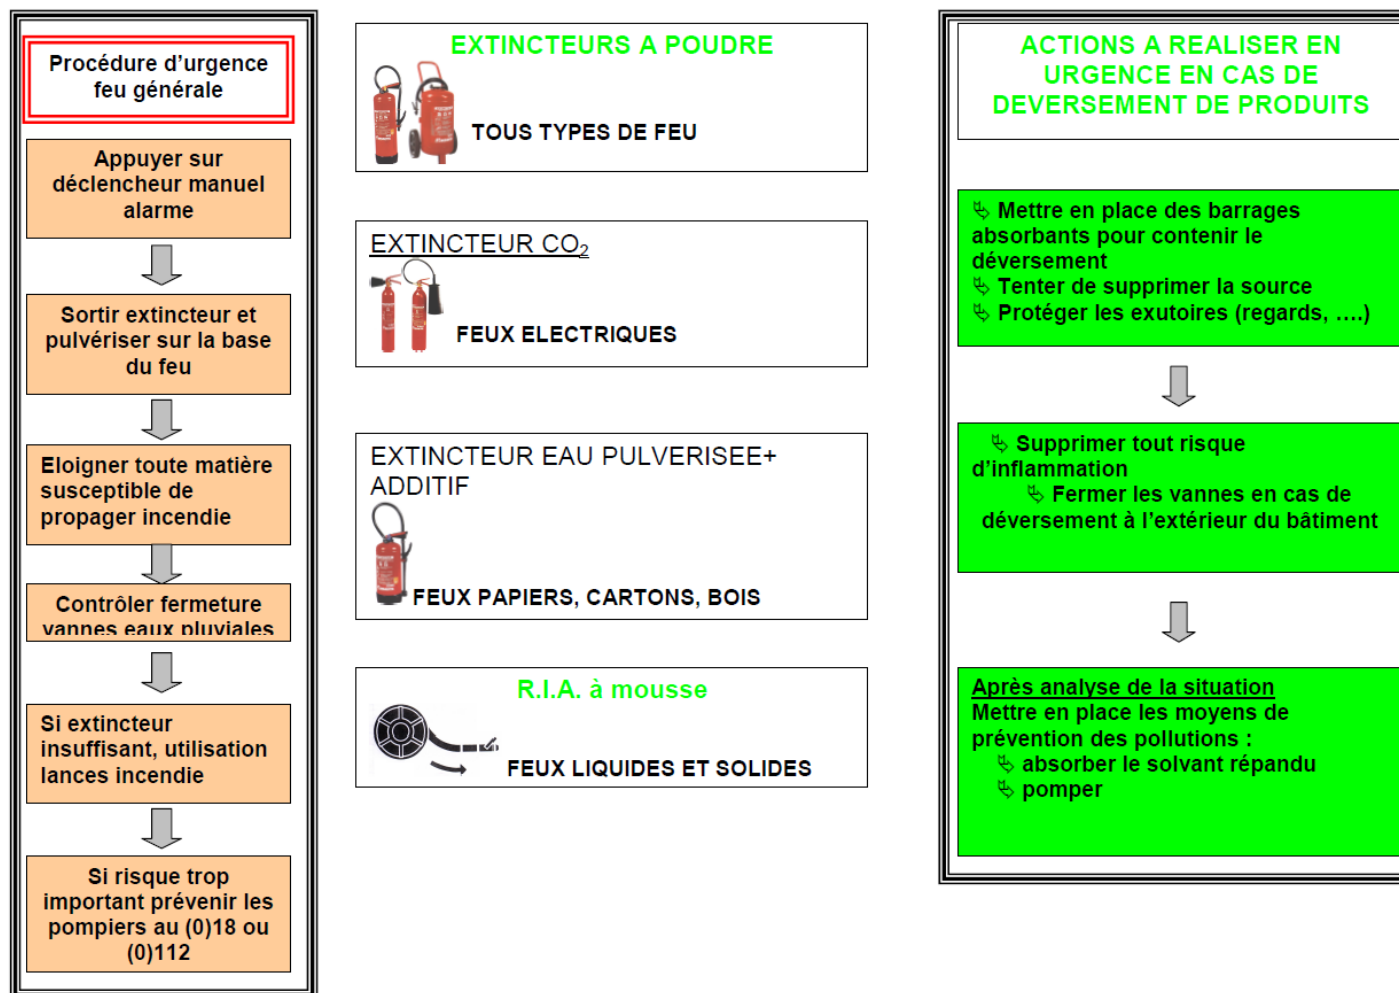 Procédure d'urgence
feu générale
Appuyer sur
déclencheur manuel
alarme
Sortir extincteur et
pulvériser sur la base
du feu
Eloigner toute matière
susceptible de
propager incendie
Contrôler fermeture
vannes eaux pluviales
Si extincteur
insuffisant, utilisation
lances incendie
Si risque trop
important prévenir les
pompiers au (0)18 ou
(0)112
EXTINCTEURS A POUDRE
TOUS TYPES DE FEU
EXTINCTEUR CO₂
FEUX ELECTRIQUES
EXTINCTEUR EAU PULVERISEE+
ADDITIF
FEUX PAPIERS, CARTONS, BOIS
R.I.A. à mousse
FEUX LIQUIDES ET SOLIDES
ACTIONS A REALISER EN
URGENCE EN CAS DE
DEVERSEMENT DE PRODUITS
Mettre en place des barrages
absorbants pour contenir le
déversement
Tenter de supprimer la source
Protéger les exutoires (regards, ....)
Supprimer tout risque
d'inflammation
Fermer les vannes en cas de
déversement à l'extérieur du bâtiment
Après analyse de la situation
Mettre en place les moyens de
prévention des pollutions :
absorber le solvant répandu
pomper